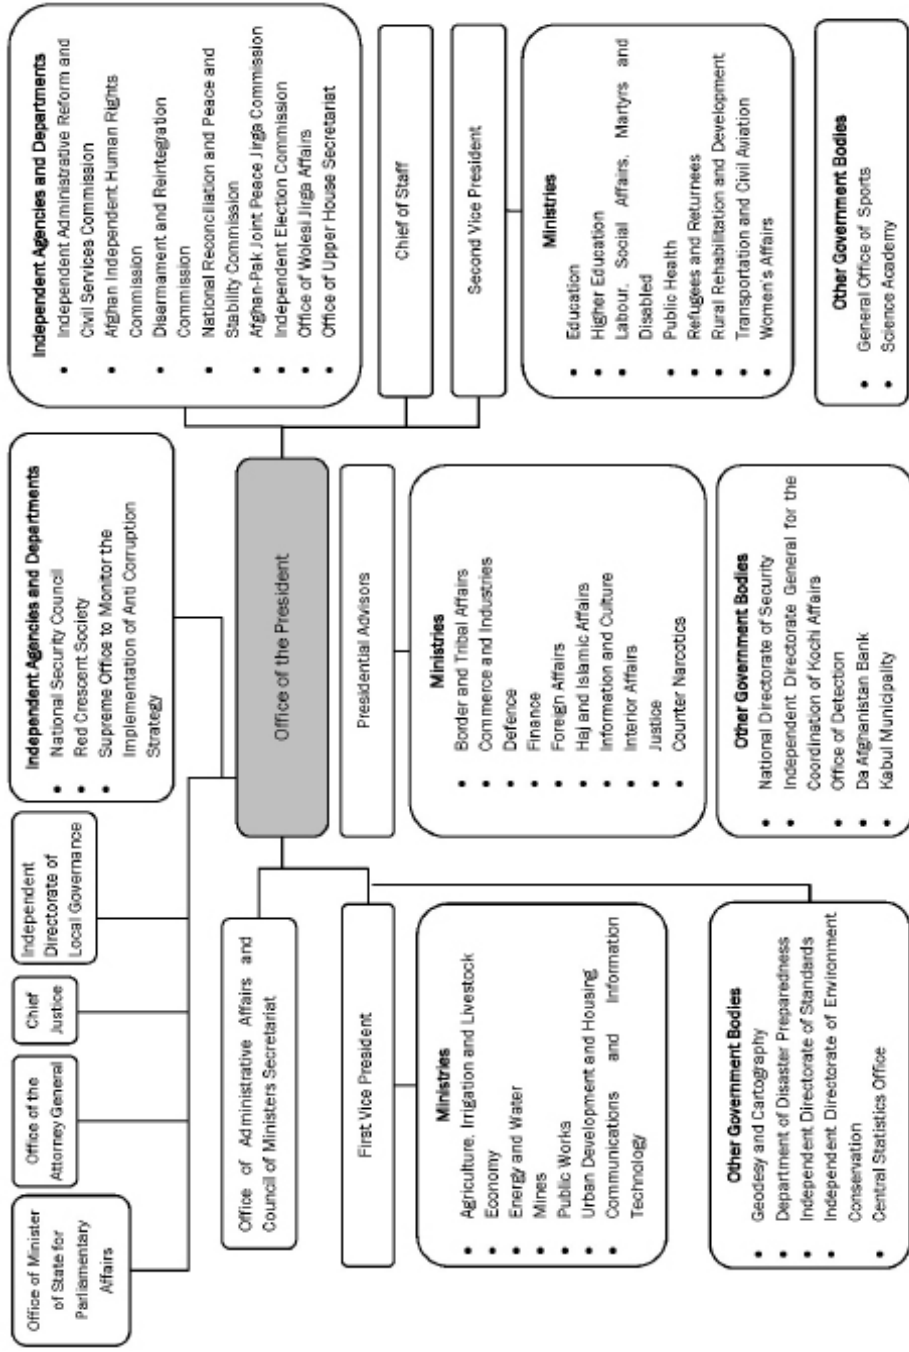 Office of Minister
of State for
Parliamentary
Affairs
Office of the
Attorney General
Chief
Justice
Independent
Directorate of
Local Governance
Independent Agencies and Departments
• National Security Council
• Red Crescent Society
• Supreme Office to Monitor the
Implementation of Anti Corruption
Strategy
Independent Agencies and Departments
• Independent Administrative Reform and
Civil Services Commission
• Afghan Independent Human Rights
Commission
• Disarmament and Reintegration
Commission
• National Reconciliation and Peace and
Stability Commission
• Afghan-Pak Joint Peace Jirga Commission
• Independent Election Commission
• Office of Wolesi Jirga Affairs
• Office of Upper House Secretariat
Office of Administrative Affairs and
Council of Ministers Secretariat
Office of the President
Chief of Staff
First Vice President
Presidential Advisors
Second Vice President
Ministries
• Agriculture, Irrigation and Livestock
• Economy
• Energy and Water
• Mines
• Public Works
• Urban Development and Housing
• Communications and Information
Technology
Ministries
• Border and Tribal Affairs
• Commerce and Industries
• Defence
• Finance
• Foreign Affairs
• Haj and Islamic Affairs
• Information and Culture
• Interior Affairs
• Justice
• Counter Narcotics
Ministries
• Education
• Higher Education
• Labour, Social Affairs, Martyrs and
Disabled
• Public Health
• Refugees and Returnees
• Rural Rehabilitation and Development
• Transportation and Civil Aviation
• Women's Affairs
Other Government Bodies
• Geodesy and Cartography
• Department of Disaster Preparedness
• Independent Directorate of Standards
• Independent Directorate of Environment
Conservation
• Central Statistics Office
Other Government Bodies
• National Directorate of Security
• Independent Directorate General for the
Coordination of Kochi Affairs
• Office of Detection
• Da Afghanistan Bank
• Kabul Municipality
Other Government Bodies
• General Office of Sports
• Science Academy